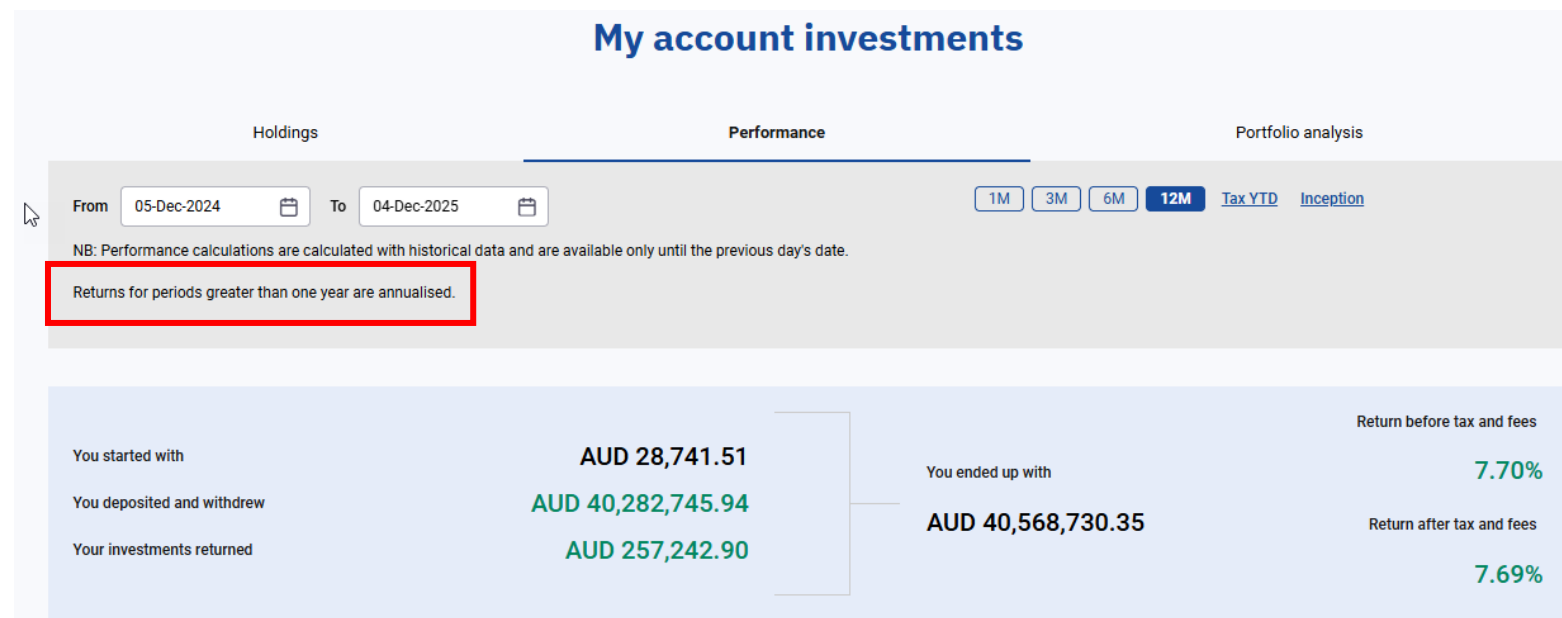 My account investments
Holdings Performance Portfolio analysis
From 05-Dec-2024 To 04-Dec-2025 1M 3M 6M 12M Tax YTD Inception
NB: Performance calculations are calculated with historical data and are available only until the previous day's date.
Returns for periods greater than one year are annualised.
Return before tax and fees
You started with AUD 28,741.51
You ended up with 7.70%
You deposited and withdrew AUD 40,282,745.94
AUD 40,568,730.35 Return after tax and fees
Your investments returned AUD 257,242.90
7.69%